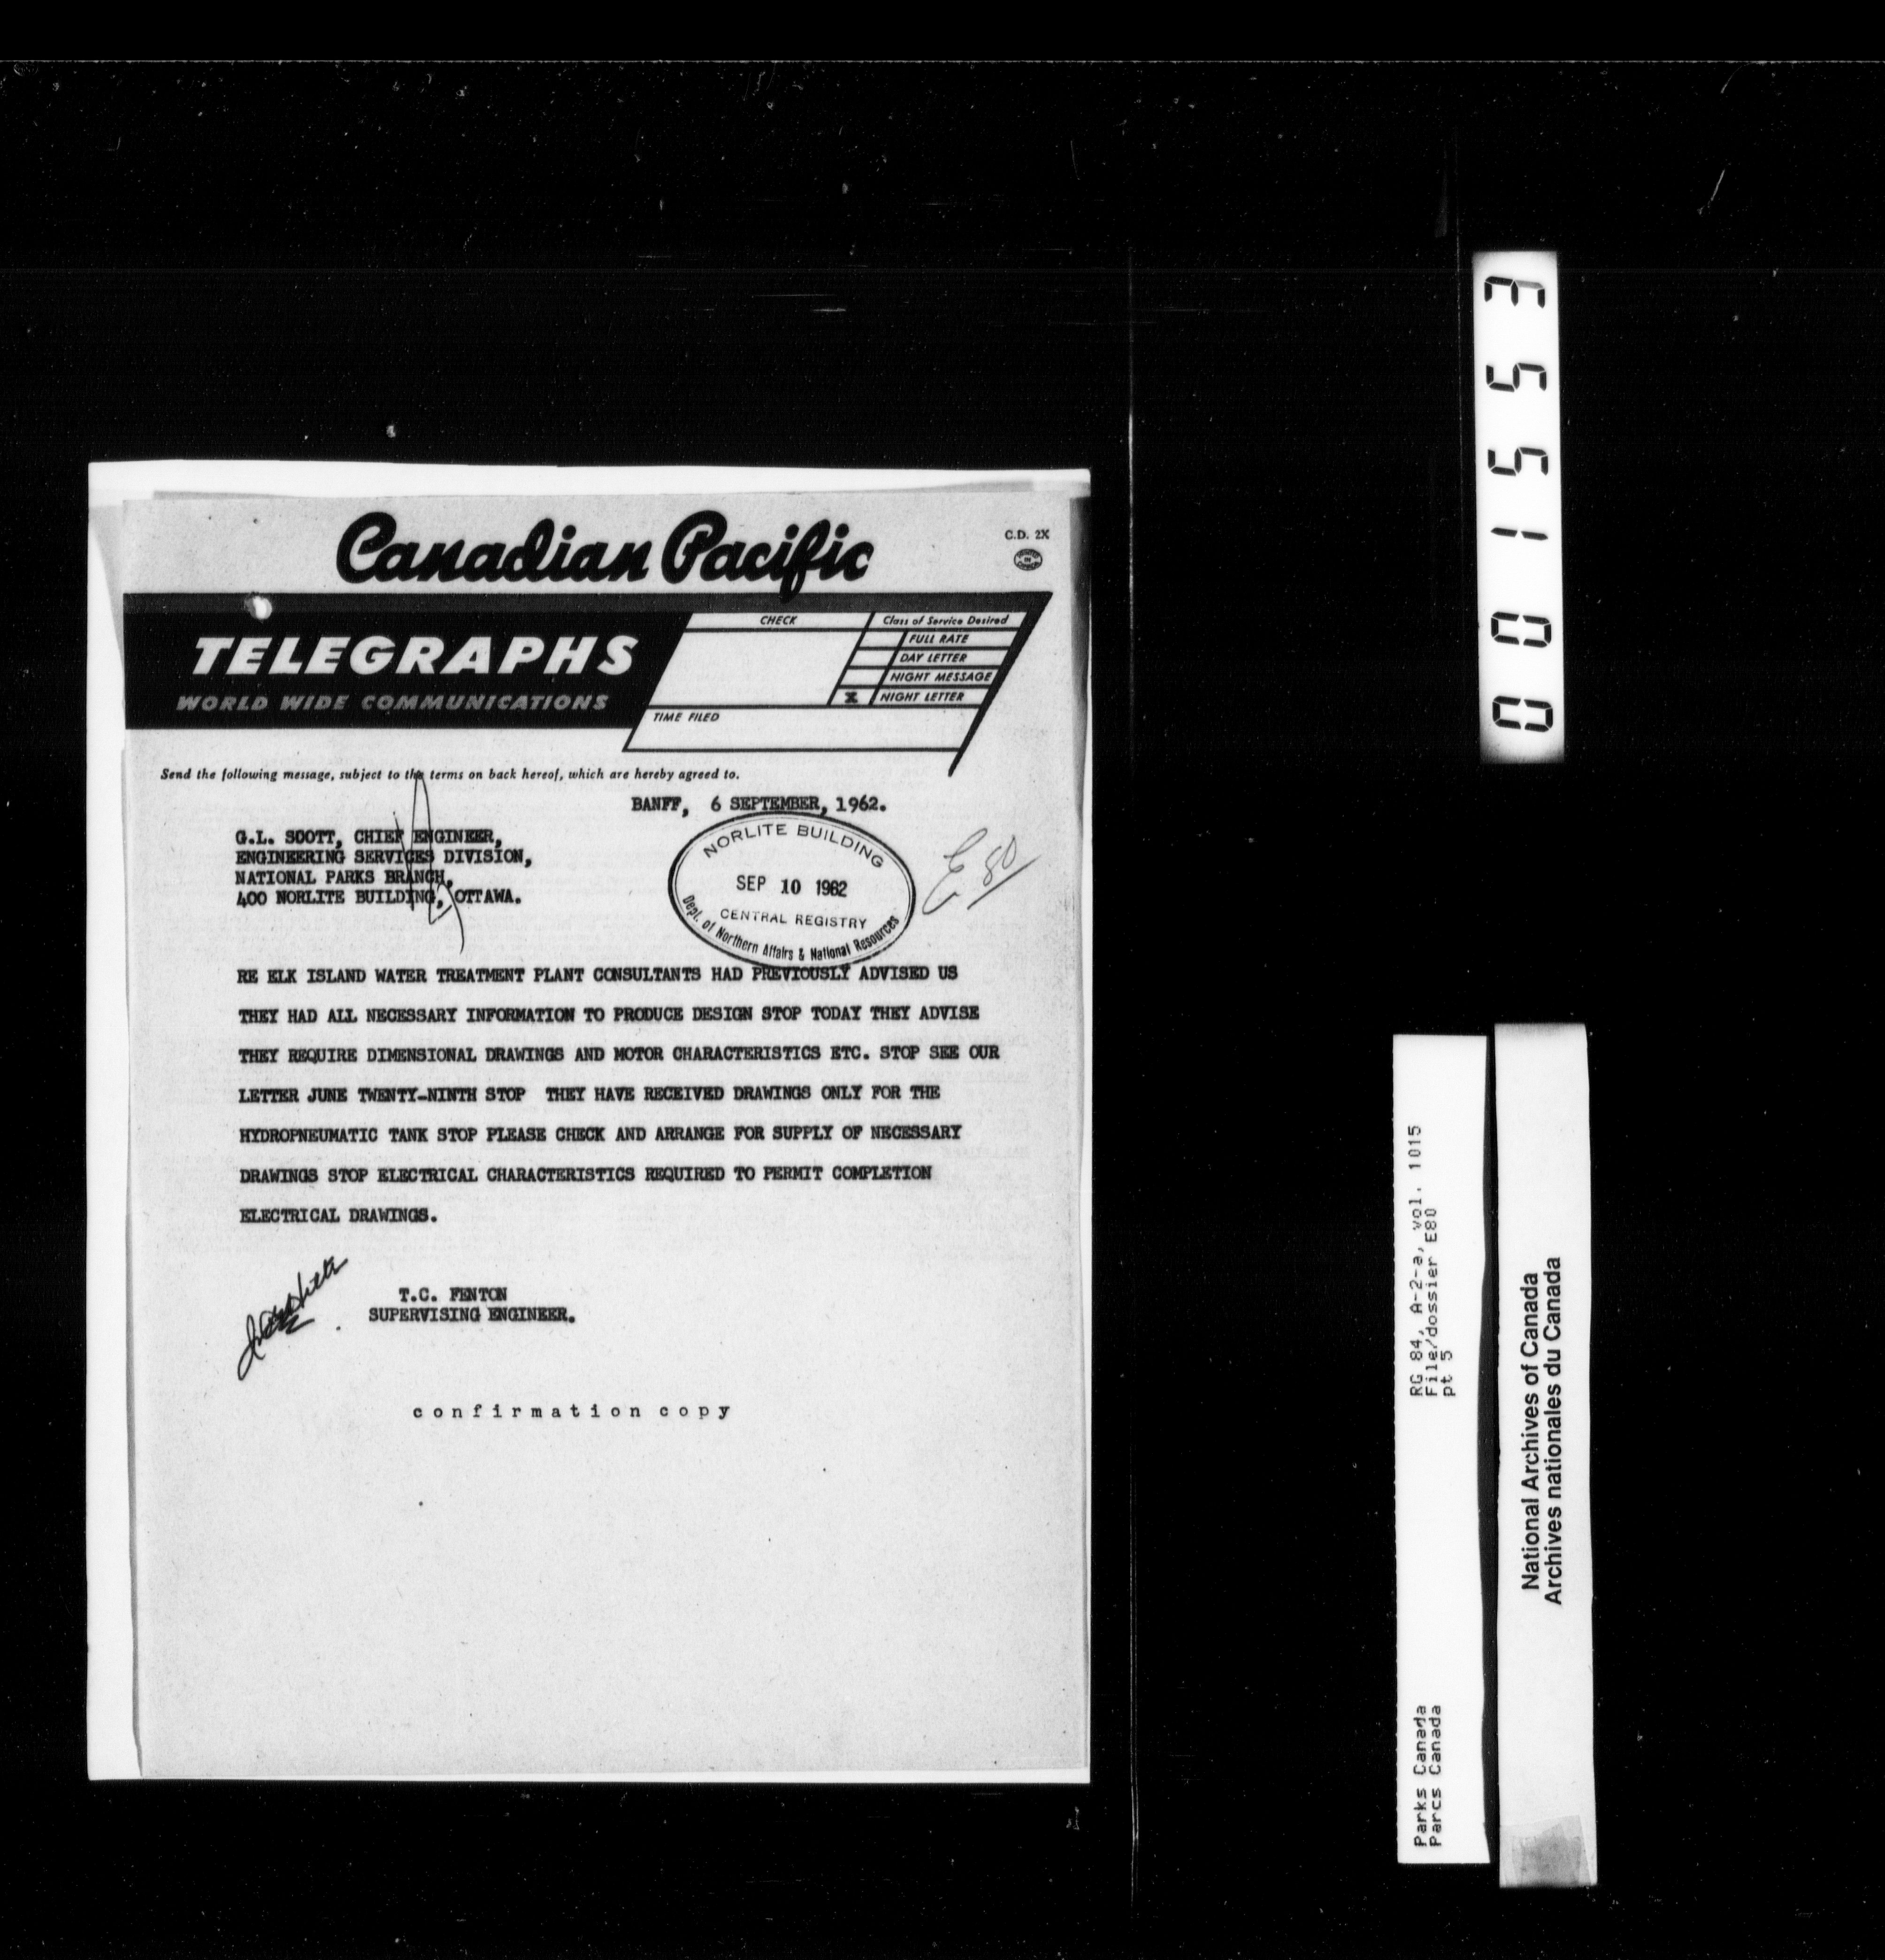 Canadian Pacific
C.D. 2X
TELEGRAPHS
WORLD WIDE COMMUNICATIONS
CHECK
Class of Service Desired
FULL RATE
DAY LETTER
NIGHT MESSAGE
X NIGHT LETTER
TIME FILED
Send the following message, subject to the terms on back hereof, which are hereby agreed to.
BANFF, 6 SEPTEMBER, 1962.
G.L. SCOTT, CHIEF ENGINEER,
ENGINEERING SERVICES DIVISION,
NATIONAL PARKS BRANCH,
400 NORLITE BUILDING, OTTAWA.
NORLITE BUILDING
SEP 10 1962
CENTRAL REGISTRY
Dept. of Northern Affairs & National Resources
E 80
RE ELK ISLAND WATER TREATMENT PLANT CONSULTANTS HAD PREVIOUSLY ADVISED US
THEY HAD ALL NECESSARY INFORMATION TO PRODUCE DESIGN STOP TODAY THEY ADVISE
THEY REQUIRE DIMENSIONAL DRAWINGS AND MOTOR CHARACTERISTICS ETC. STOP SEE OUR
LETTER JUNE TWENTY-NINTH STOP THEY HAVE RECEIVED DRAWINGS ONLY FOR THE
HYDROPNEUMATIC TANK STOP PLEASE CHECK AND ARRANGE FOR SUPPLY OF NECESSARY
DRAWINGS STOP ELECTRICAL CHARACTERISTICS REQUIRED TO PERMIT COMPLETION
ELECTRICAL DRAWINGS.
T.C. FENTON
SUPERVISING ENGINEER.
confirmation copy
001553
RG 84, A-2-a, vol. 1015
File/dossier E80
pt 5
Parks Canada
Parcs Canada
National Archives of Canada
Archives nationales du Canada